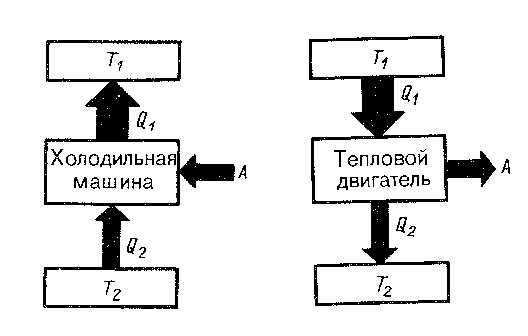 T1
Q1
Холодильная
машина
A
Q2
T2
T1
Q1
Тепловой
двигатель
A
Q2
T2